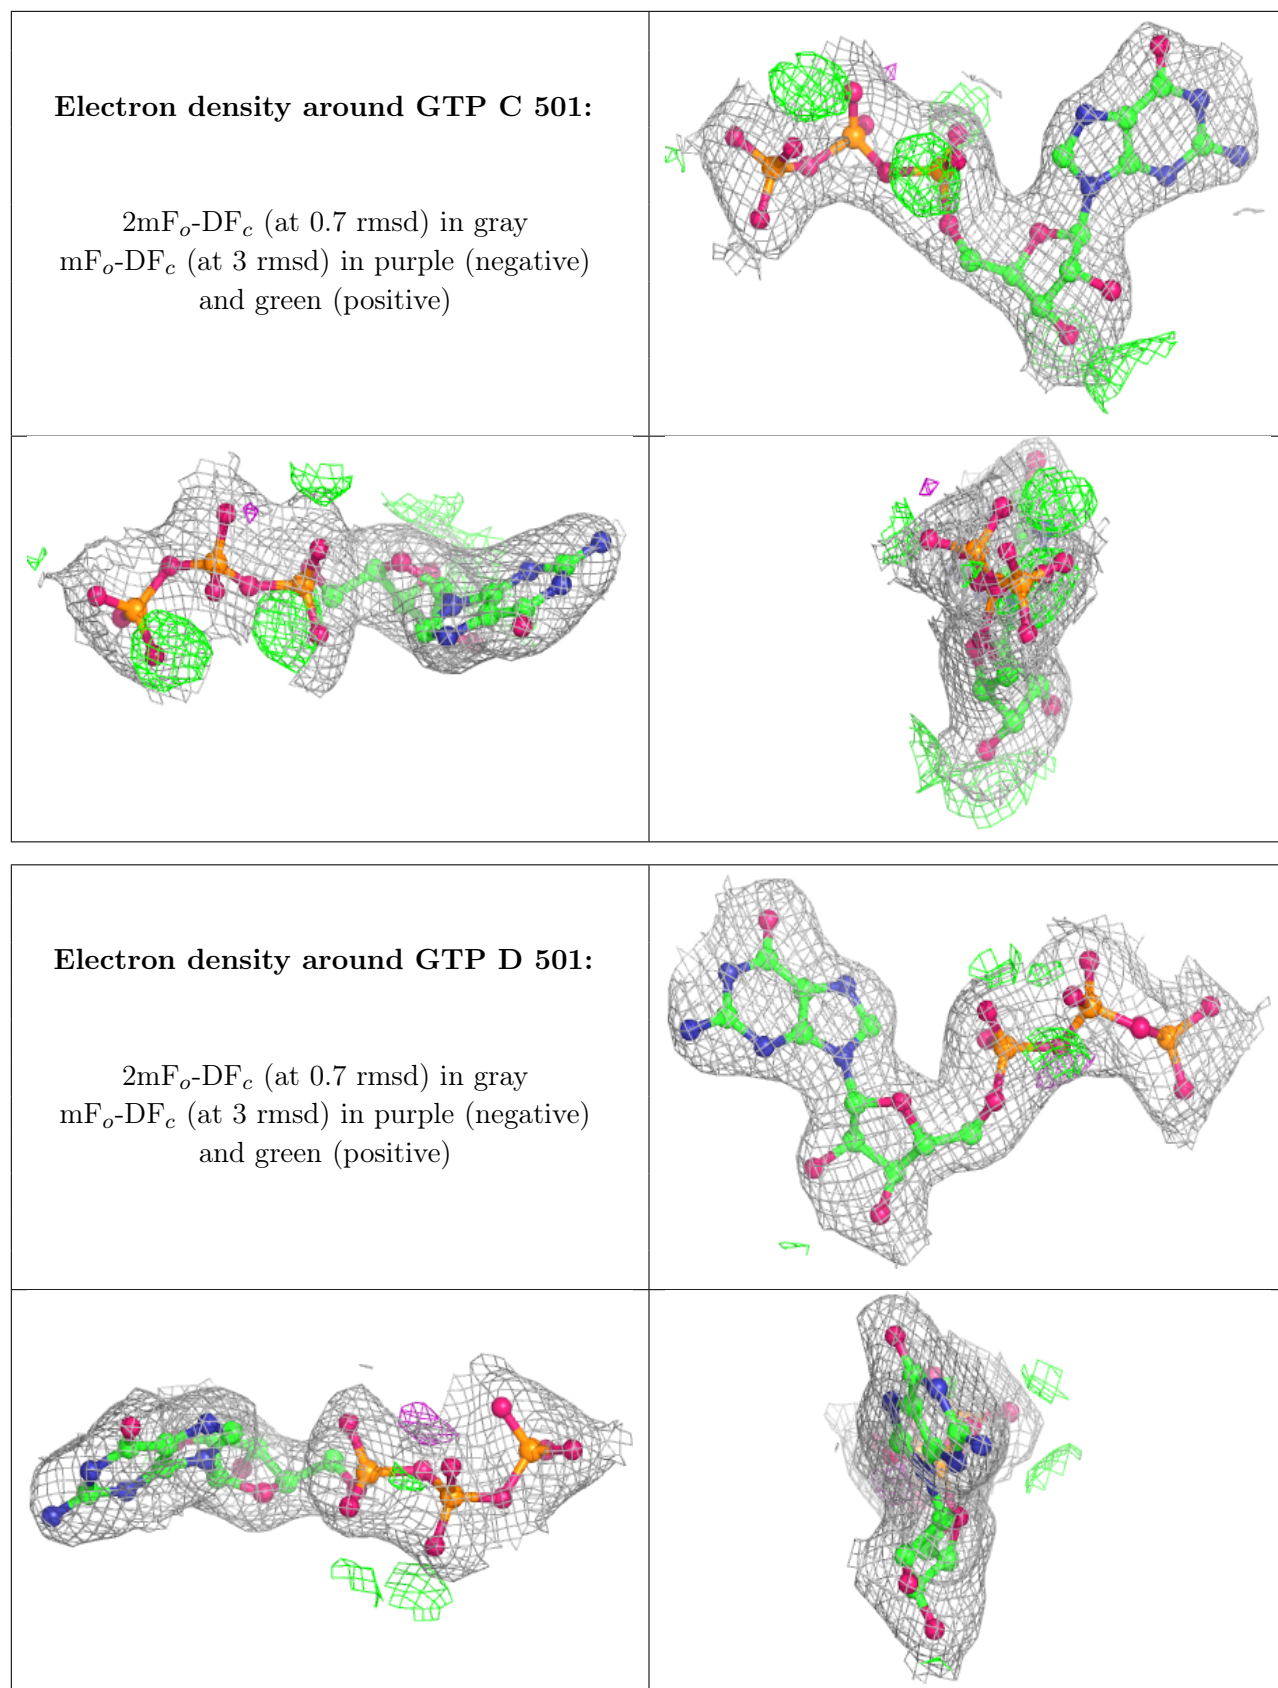 Electron density around GTP C 501:
2mFo-DFc (at 0.7 rmsd) in gray
mFo-DFc (at 3 rmsd) in purple (negative)
and green (positive)
Electron density around GTP D 501:
2mFo-DFc (at 0.7 rmsd) in gray
mFo-DFc (at 3 rmsd) in purple (negative)
and green (positive)